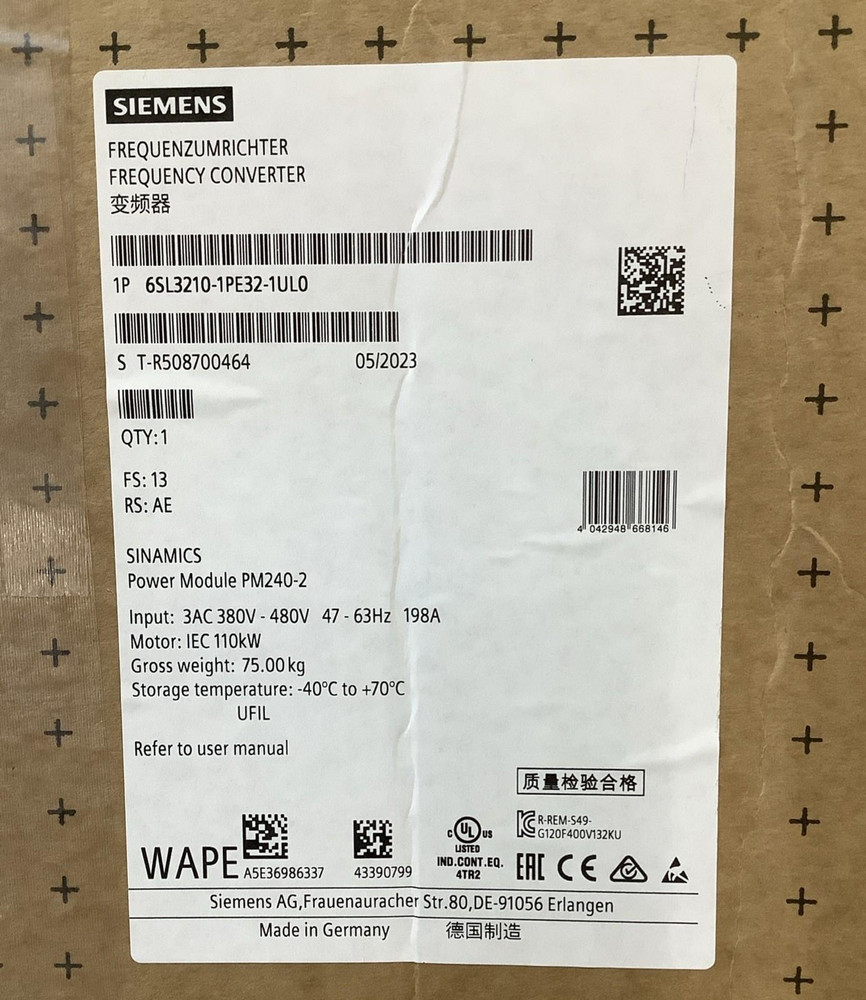 SIEMENS
FREQUENZUMRICHTER
FREQUENCY CONVERTER
变频器
1P 6SL3210-1PE32-1UL0
S T-R508700464 05/2023
QTY: 1
FS: 13
RS: AE
4 042948 668146
SINAMICS
Power Module PM240-2
Input: 3AC 380V - 480V 47 - 63Hz 198A
Motor: IEC 110kW
Gross weight: 75.00 kg
Storage temperature: -40°C to +70°C
UFIL
Refer to user manual
质量检验合格
WAPE A5E36986337 43390799
C UL US
LISTED
IND.CONT.EQ.
4TR2
R-REM-S49-
G120F400V132KU
EAC CE
Siemens AG,Frauenauracher Str.80,DE-91056 Erlangen
Made in Germany 德国制造